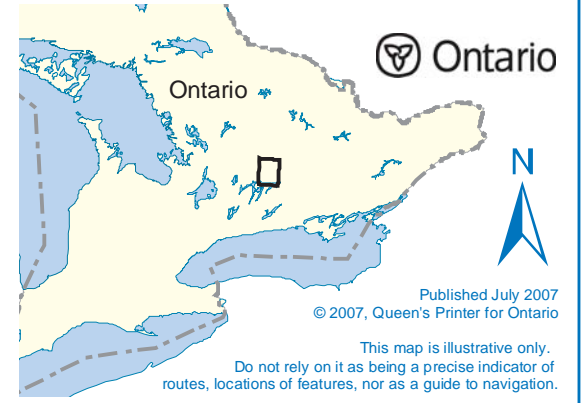 Ontario
Ontario
N
Published July 2007
© 2007, Queen's Printer for Ontario
This map is illustrative only.
Do not rely on it as being a precise indicator of
routes, locations of features, nor as a guide to navigation.